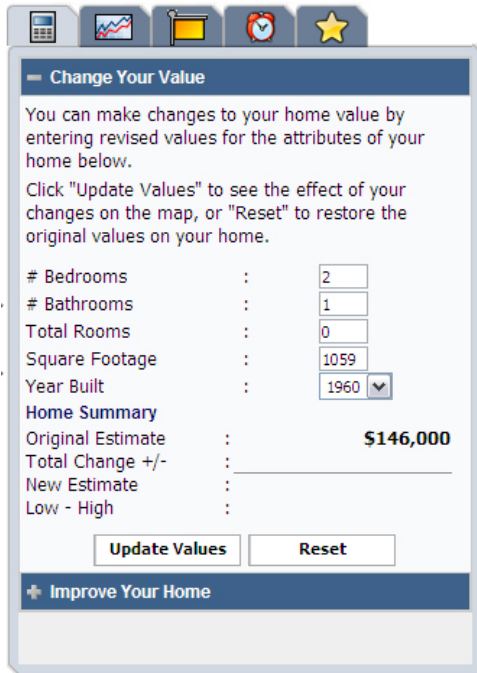 Change Your Value
You can make changes to your home value by
entering revised values for the attributes of your
home below.
Click "Update Values" to see the effect of your
changes on the map, or "Reset" to restore the
original values on your home.
# Bedrooms : 2
# Bathrooms : 1
Total Rooms : 0
Square Footage : 1059
Year Built : 1960
Home Summary
Original Estimate : $146,000
Total Change +/- :
New Estimate :
Low - High :
Update Values Reset
Improve Your Home